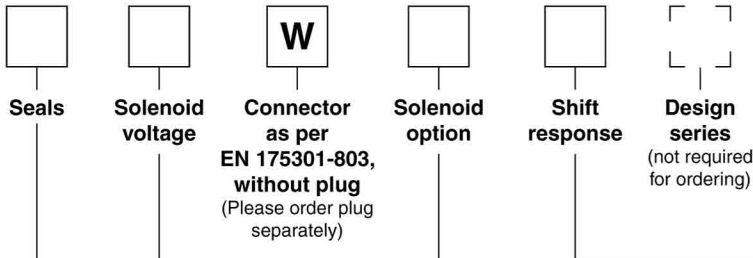 W
Seals
Solenoid
voltage
Connector
as per
EN 175301-803,
without plug
(Please order plug
separately)
Solenoid
option
Shift
response
Design
series
(not required
for ordering)